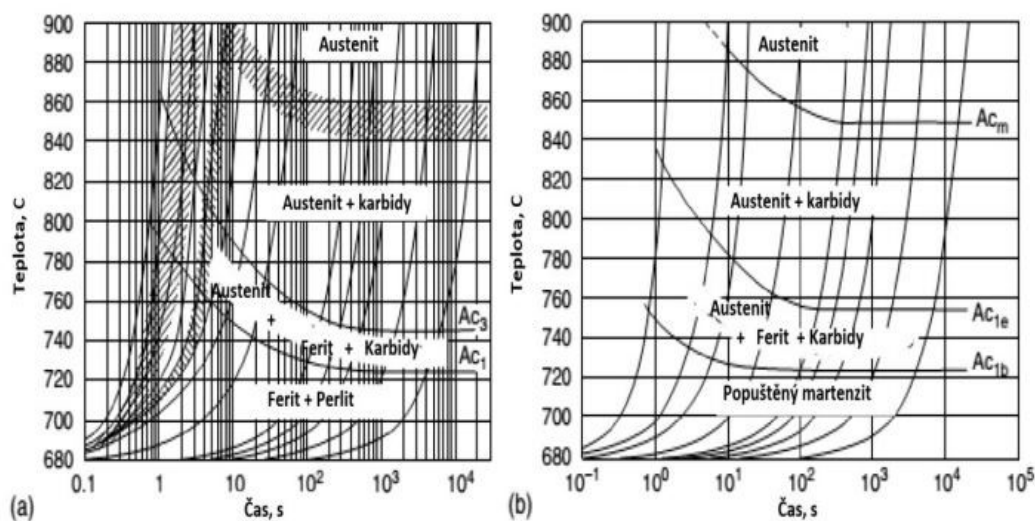 900
880
860
840
820
800
780
760
740
720
700
680
Teplota, C
Austenit
Austenit + karbidy
Austenit
+
Ferit + Karbidy
Ferit + Perlit
Ac3
Ac1
0.1
1
10
10²
10³
10⁴
Čas, s
(a)
900
880
860
840
820
800
780
760
740
720
700
680
Teplota, C
Austenit
Acm
Austenit + karbidy
Austenit
+ Ferit + Karbidy
Ac1e
Ac1b
Popuštěný martenzit
10⁻¹
10⁰
10¹
10²
10³
10⁴
10⁵
Čas, s
(b)